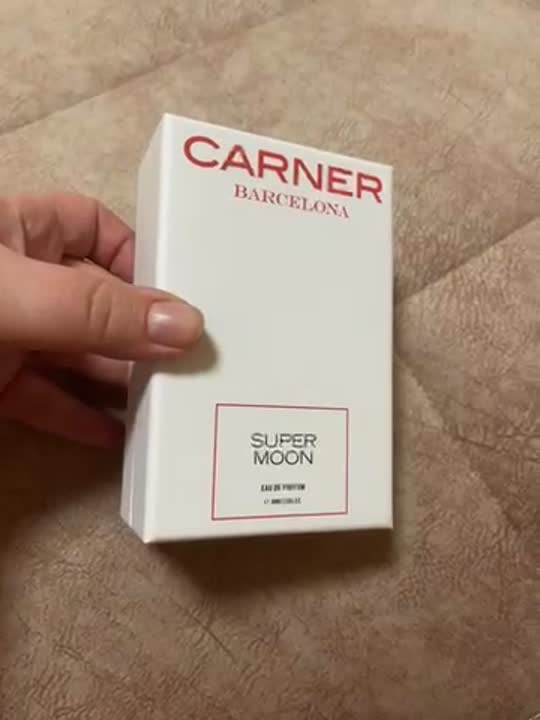 CARNER
BARCELONA
SUPER
MOON
EAU DE PARFUM